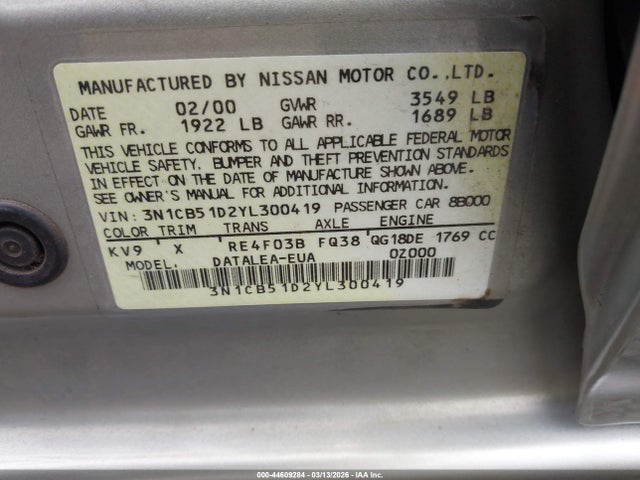 MANUFACTURED BY NISSAN MOTOR CO.,LTD.
DATE 02/00 GVWR 3549 LB
GAWR FR. 1922 LB GAWR RR. 1689 LB
THIS VEHICLE CONFORMS TO ALL APPLICABLE FEDERAL MOTOR
VEHICLE SAFETY, BUMPER AND THEFT PREVENTION STANDARDS
IN EFFECT ON THE DATE OF MANUFACTURE SHOWN ABOVE.
SEE OWNER'S MANUAL FOR ADDITIONAL INFORMATION.
VIN: 3N1CB51D2YL300419 PASSENGER CAR 8B000
COLOR TRIM TRANS AXLE ENGINE
KV9 X RE4F03B FQ38 QG18DE 1769 CC
MODEL: DATALEA-EUA 0Z000
3N1CB51D2YL300419
000-44609284 | 03/13/2026 | IAA Inc.